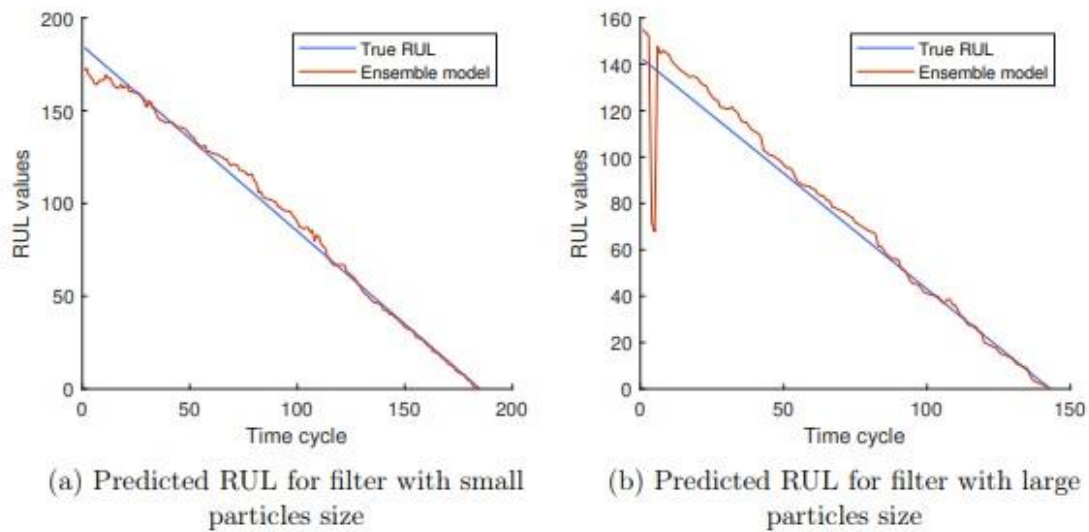 200
150
100
50
0
RUL values
0 50 100 150 200
Time cycle
True RUL
Ensemble model
(a) Predicted RUL for filter with small
particles size
160
140
120
100
80
60
40
20
0
RUL values
0 50 100 150
Time cycle
True RUL
Ensemble model
(b) Predicted RUL for filter with large
particles size